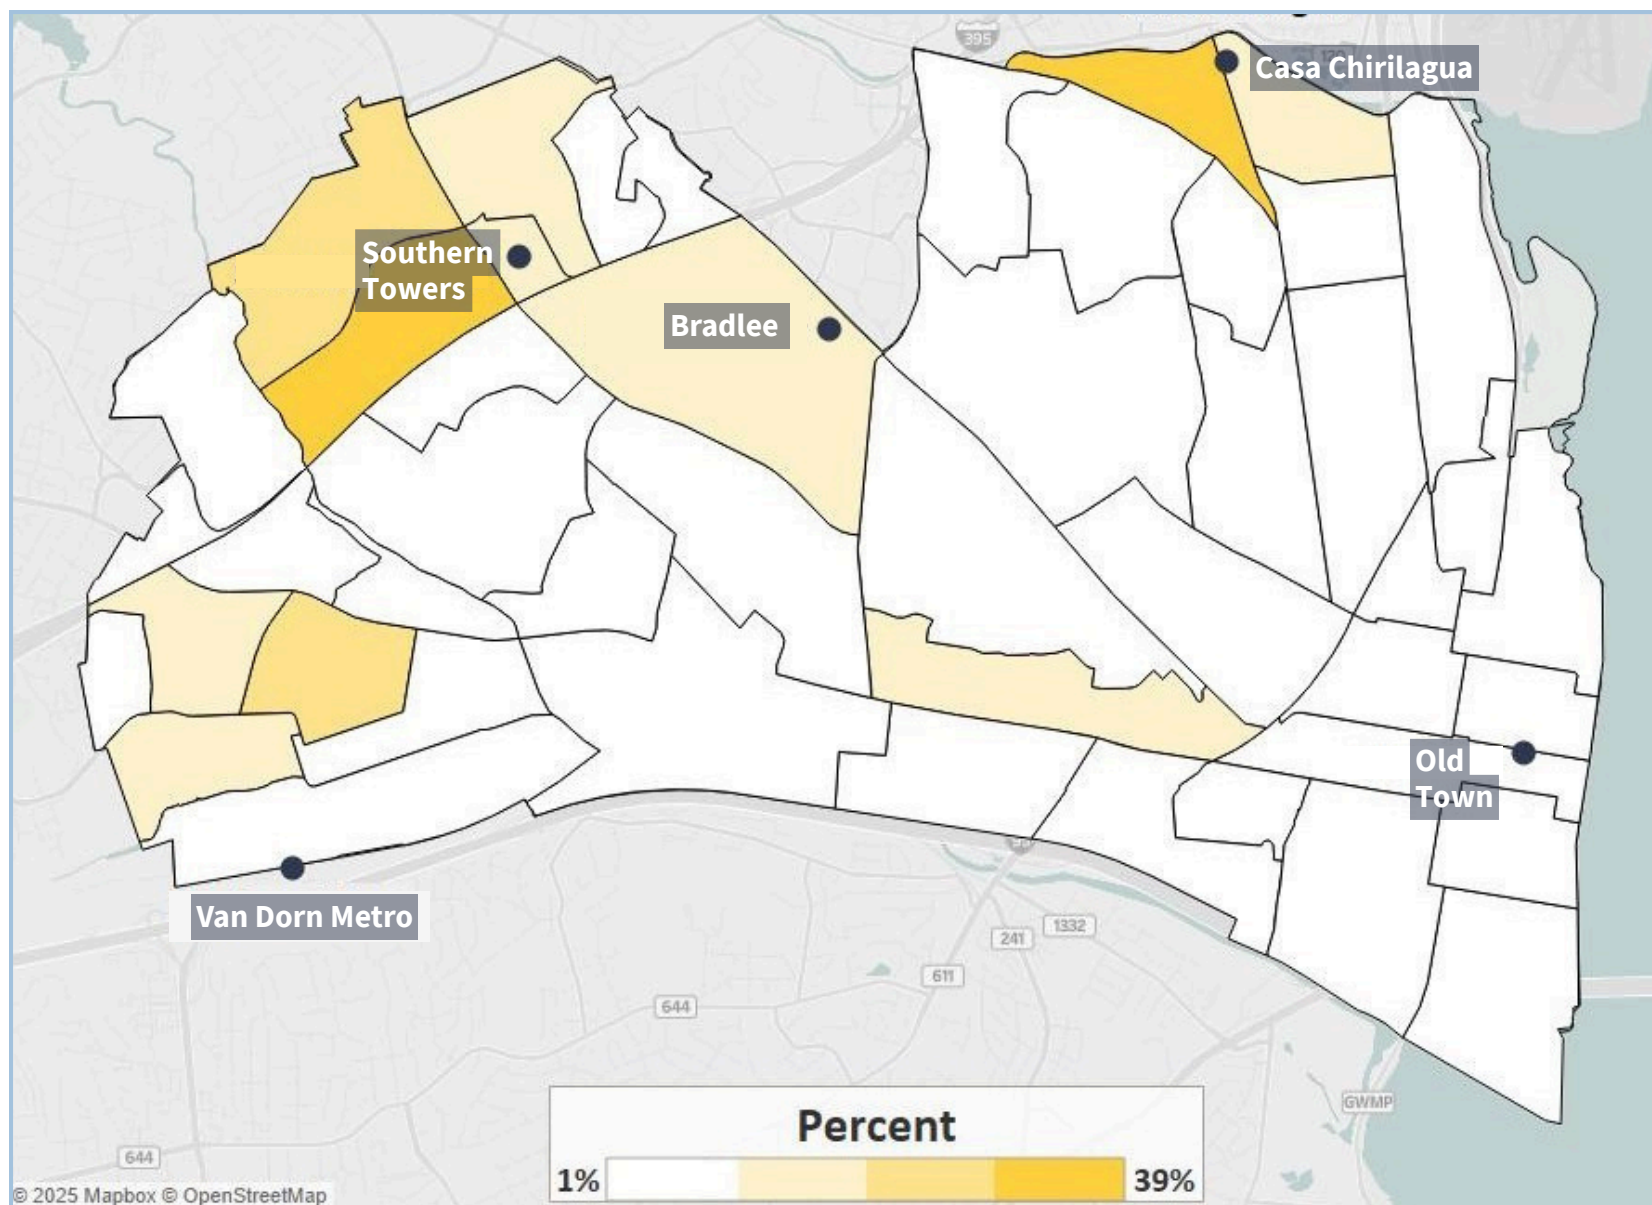 395
120
Casa Chirilagua
Southern
Towers
Bradlee
Old
Town
Van Dorn Metro
241
1332
611
644
GWMP
644
Percent
1%
39%
© 2025 Mapbox © OpenStreetMap